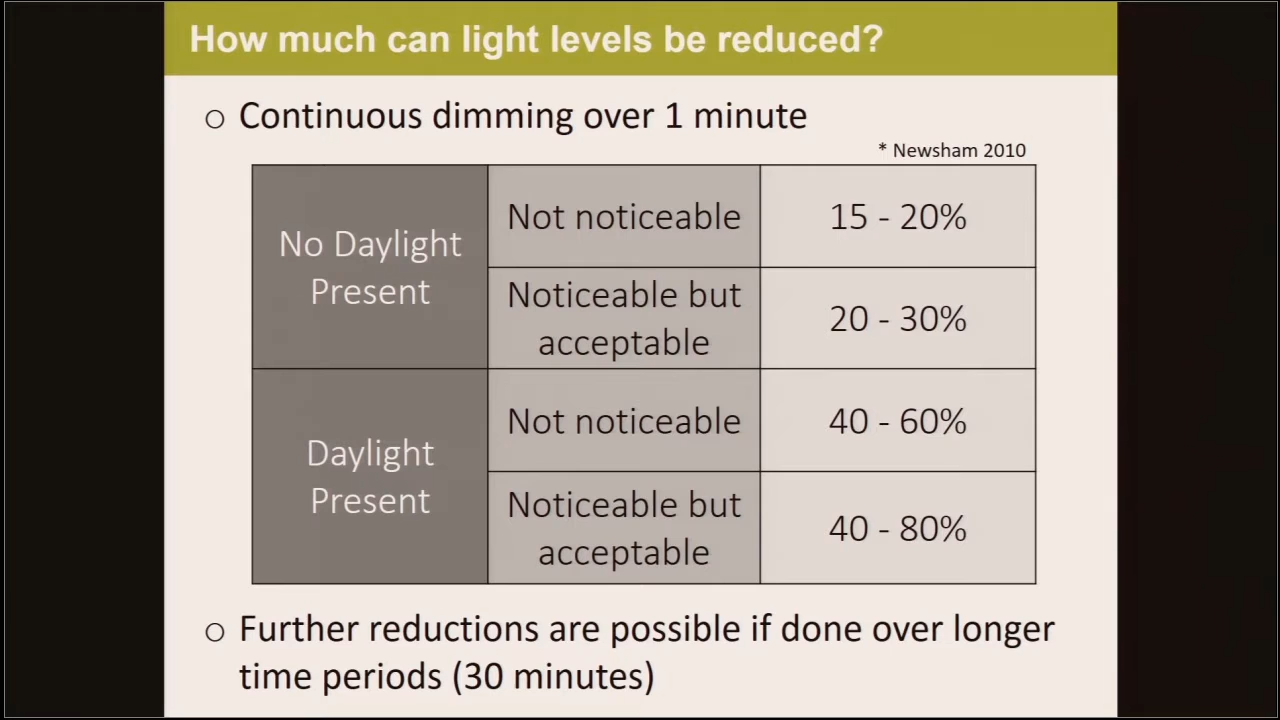 How much can light levels be reduced?
○ Continuous dimming over 1 minute
* Newsham 2010
No Daylight
Present
Not noticeable
15 - 20%
Noticeable but
acceptable
20 - 30%
Daylight
Present
Not noticeable
40 - 60%
Noticeable but
acceptable
40 - 80%
○ Further reductions are possible if done over longer
time periods (30 minutes)